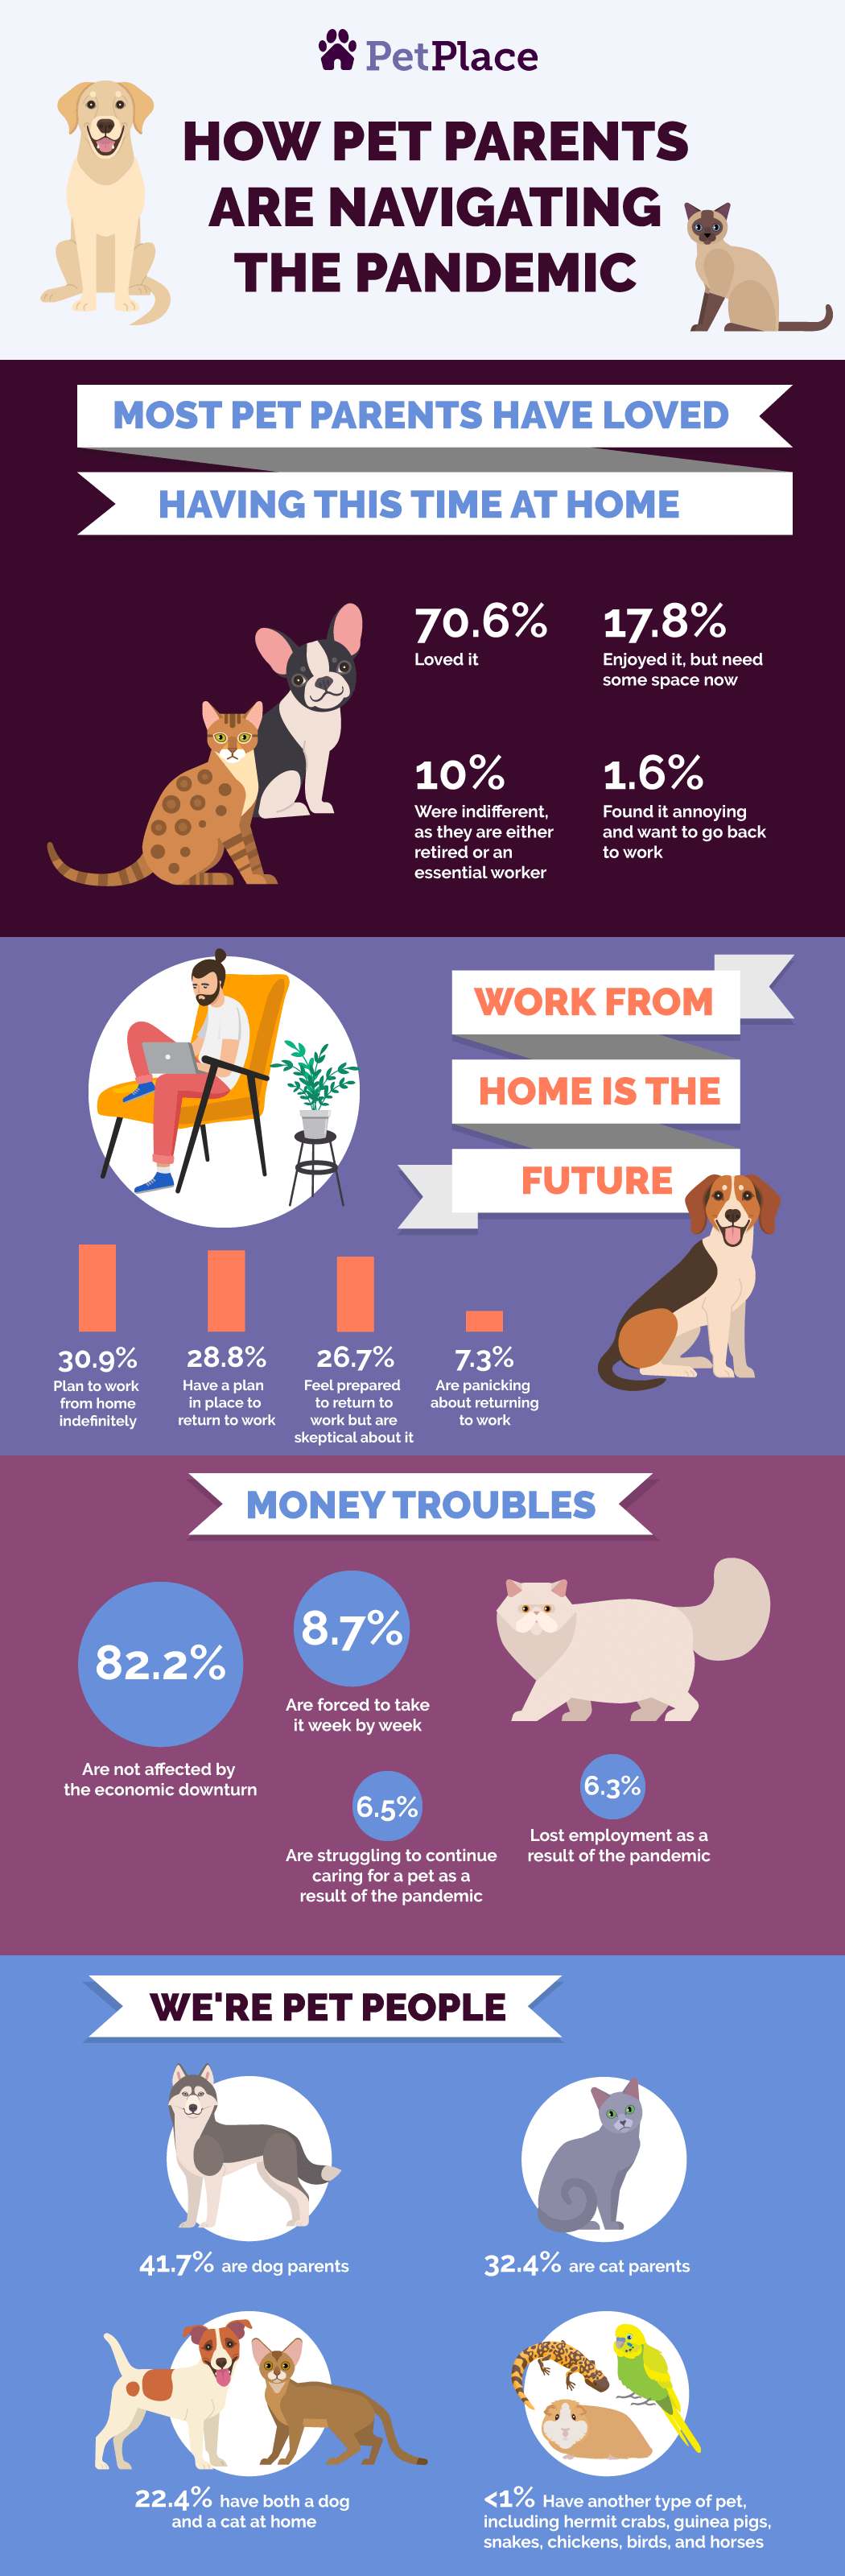 PetPlace
HOW PET PARENTS
ARE NAVIGATING
THE PANDEMIC
MOST PET PARENTS HAVE LOVED
HAVING THIS TIME AT HOME
70.6%
Loved it
17.8%
Enjoyed it, but need
some space now
10%
Were indifferent,
as they are either
retired or an
essential worker
1.6%
Found it annoying
and want to go back
to work
WORK FROM
HOME IS THE
FUTURE
30.9%
Plan to work
from home
indefinitely
28.8%
Have a plan
in place to
return to work
26.7%
Feel prepared
to return to
work but are
skeptical about it
7.3%
Are panicking
about returning
to work
MONEY TROUBLES
82.2%
Are not affected by
the economic downturn
8.7%
Are forced to take
it week by week
6.5%
Are struggling to continue
caring for a pet as a
result of the pandemic
6.3%
Lost employment as a
result of the pandemic
WE'RE PET PEOPLE
41.7% are dog parents
32.4% are cat parents
22.4% have both a dog
and a cat at home
<1% Have another type of pet,
including hermit crabs, guinea pigs,
snakes, chickens, birds, and horses